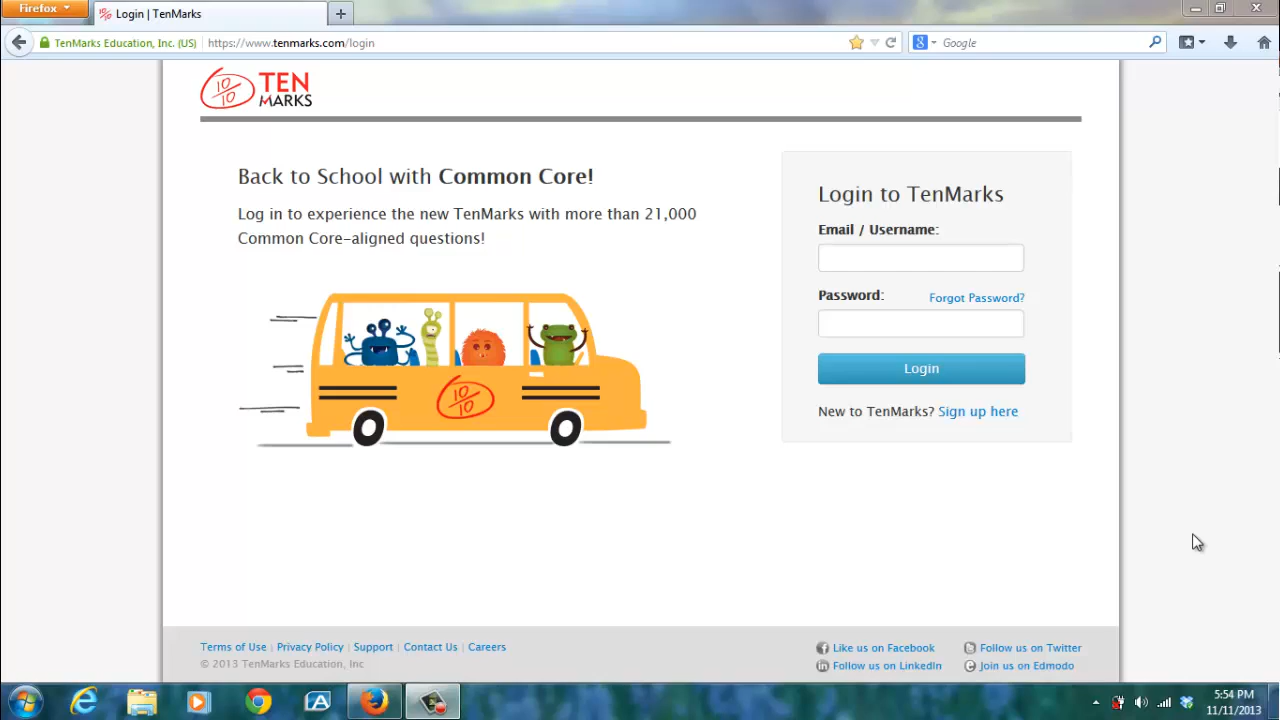 Firefox
Login | TenMarks
TenMarks Education, Inc. (US)
https://www.tenmarks.com/login
Google
10/10 TEN MARKS
Back to School with Common Core!
Log in to experience the new TenMarks with more than 21,000
Common Core-aligned questions!
10/10
Login to TenMarks
Email / Username:
Password: Forgot Password?
Login
New to TenMarks? Sign up here
Terms of Use | Privacy Policy | Support | Contact Us | Careers
© 2013 TenMarks Education, Inc
Like us on Facebook
Follow us on Twitter
Follow us on LinkedIn
Join us on Edmodo
5:54 PM
11/11/2013